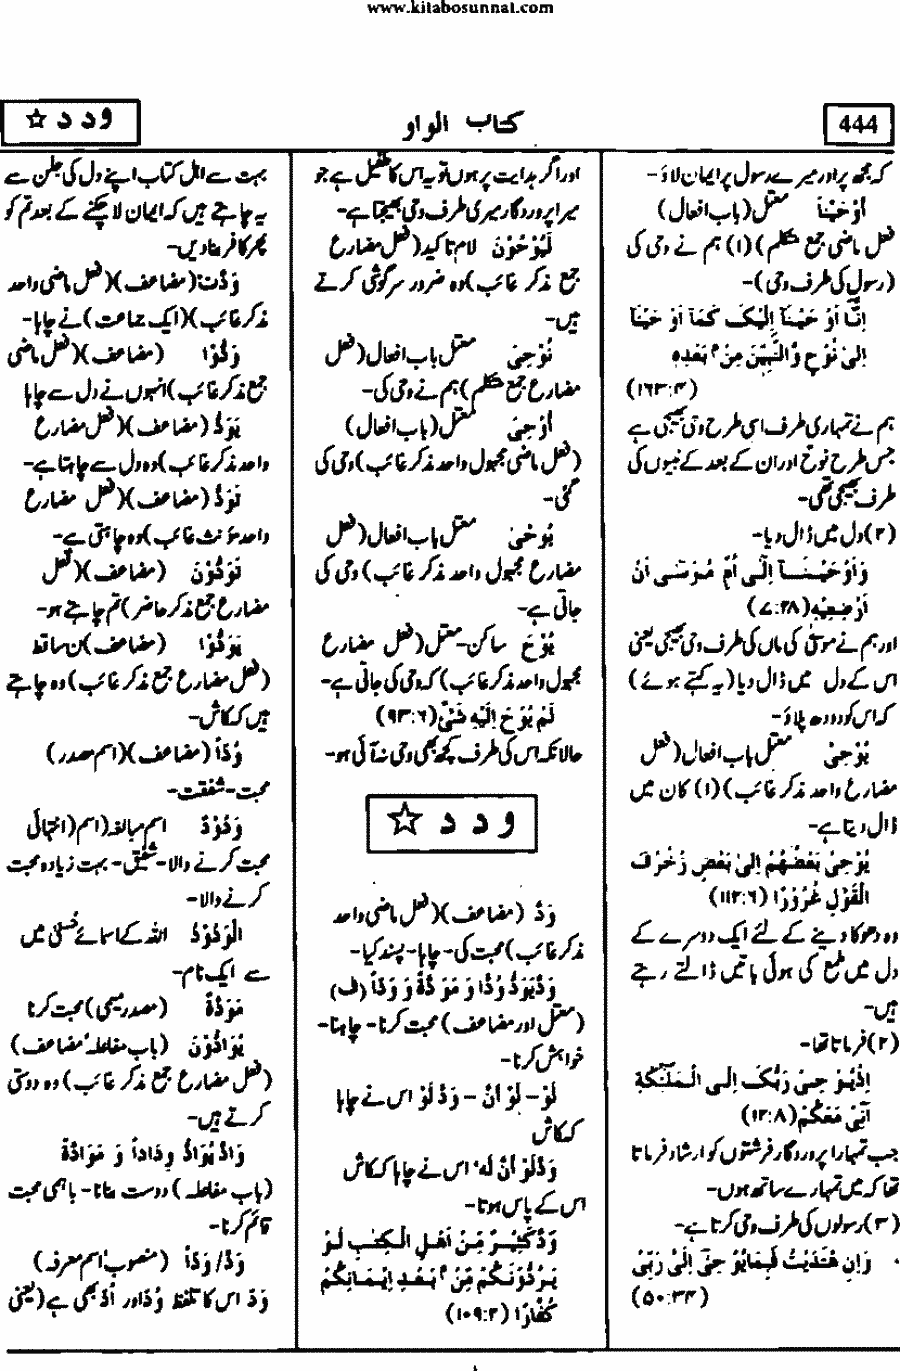 www.kitabosunnat.com
444
کتاب الواو
و د د ☆
کہ مجھ پر اور میرے رسول پر ایمان لاؤ۔
اَوْحَیْنَا معتل (باب افعال)
فعل ماضی جمع متکلم) (۱) ہم نے وحی کی
(رسول کی طرف وحی)۔
اِنَّآ اَوْحَیْنَآ اِلَیْکَ کَمَآ اَوْحَیْنَآ
اِلیٰ نُوْحٍ وَّالنَّبِیّٖنَ مِنْۢ بَعْدِہٖ
(۱۶۳:۴)
ہم نے تمہاری طرف اسی طرح وحی بھیجی ہے
جس طرح نوحؑ اور ان کے بعد کے نبیوں کی
طرف بھیجی تھی۔
(۲) دل میں ڈال دیا۔
وَاَوْحَیْنَـآ اِلٰٓی اُمِّ مُوْسٰٓی اَنْ
اَرْضِعِیْہِ (۷:۲۸)
اور ہم نے موسیٰؑ کی ماں کی طرف وحی بھیجی یعنی
اس کے دل میں ڈال دیا (یہ کہتے ہوئے)
کہ اس کو دودھ پلاؤ۔
یُوْحِیْ معتل باب افعال (فعل
مضارع واحد مذکر غائب) (۱) کان میں
ڈال دیتا ہے۔
یُوْحِیْ بَعْضُھُمْ اِلیٰ بَعْضٍ زُخْرُفَ
الْقَوْلِ غُرُوْرًا (۱۱۳:۶)
وہ دھوکا دینے کے لئے ایک دوسرے کے
دل میں ملمع کی ہوئی باتیں ڈالتے رہتے
ہیں۔
(۲) فرماتا تھا۔
اِذْیُوْحِیْ رَبُّکَ اِلَی الْمَلٰٓئِکَةِ
اَنِّیْ مَعَکُمْ (۱۲:۸)
جب تمہارا پروردگار فرشتوں کو ارشاد فرماتا
تھا کہ میں تمہارے ساتھ ہوں۔
(۳) رسولوں کی طرف وحی کرتا ہے۔
وَاِنِ ھْتَدَیْتُ فَبِمَا یُوْحِیْٓ اِلَیَّ رَبِّیْ
(۵۰:۳۴)
اور اگر ہدایت پر ہوں تو یہ اس کا طفیل ہے جو
میرا پروردگار میری طرف وحی بھیجتا ہے۔
لَیُوْحُوْنَ لام تاکید (فعل مضارع
جمع مذکر غائب) وہ ضرور سرگوشی کرتے
ہیں۔
نُوْحِیْ معتل باب افعال (فعل
مضارع جمع متکلم) ہم نے وحی کی۔
اُوْحِیَ معتل (باب افعال)
(فعل ماضی مجہول واحد مذکر غائب) وحی کی
گئی۔
یُوْحیٰ معتل باب افعال (فعل
مضارع مجہول واحد مذکر غائب) وحی کی
جاتی ہے۔
یُوْحَ ساکن۔ معتل (فعل مضارع
مجہول واحد مذکر غائب) کہ وحی کی جاتی ہے۔
لَمْ یُوْحَ اِلَیْہِ شَئٌ (۹۳:۶)
حالانکہ اس کی طرف کچھ بھی وحی نہ آئی ہو۔
و د د ☆
وَدَّ (مضاعف) (فعل ماضی واحد
مذکر غائب) محبت کی۔ چاہا۔ پسند کیا۔
وَدَّیَوَدُّ وُدًّا وَ مَوَدَّةً وَ وَدًّا (ف)
(معتل اور مضاعف) محبت کرنا۔ چاہنا۔
خواہش کرنا۔
لَوْ۔ لَوْ اَنَّ۔ وَدَّ لَوْ اس نے چاہا
کہ کاش
وَدَّلَوْ اَنَّ لَہٗ اس نے چاہا کہ کاش
اس کے پاس ہوتا۔
وَدَّ کَثِیْرٌ مِّنْ اَھْلِ الْکِتٰبِ لَوْ
یَرُدُّوْنَکُمْ مِّنْۢ بَعْدِ اِیْمَانِکُمْ
کُفَّارًا (۱۰۹:۲)
بہت سے اہل کتاب اپنے دل کی جلن سے
یہ چاہتے ہیں کہ ایمان لا چکنے کے بعد تم کو
پھر کافر بنا دیں۔
وَدَّتْ (مضاعف) (فعل ماضی واحد
مذکر غائب) (ایک جماعت) نے چاہا۔
وَدُّوْا (مضاعف) (فعل ماضی
جمع مذکر غائب) انہوں نے دل سے چاہا
یَوَدُّ (مضاعف) (فعل مضارع
واحد مذکر غائب) وہ دل سے چاہتا ہے۔
تَوَدُّ (مضاعف) (فعل مضارع
واحد مؤنث غائب) وہ چاہتی ہے۔
تَوَدُّوْنَ (مضاعف) (فعل
مضارع جمع مذکر حاضر) تم چاہتے ہو۔
یَوَدُّوْا (مضاعف) ن ساقط
(فعل مضارع جمع مذکر غائب) وہ چاہتے
ہیں کہ کاش۔
وُدّاً (مضاعف) (اسم مصدر)
محبت۔ شفقت۔
وَدُوْدٌ اسم مبالغہ (اسم) (انتہائی
محبت کرنے والا۔ شفیق۔ بہت زیادہ محبت
کرنے والا۔
الْوَدُوْدُ اللہ کے اسمائے حسنیٰ میں
سے ایک نام۔
مَوَدَّةٌ (مصدر میمی) محبت کرنا
یُوَادُّوْنَ (باب مفاعلہ مضاعف)
(فعل مضارع جمع مذکر غائب) وہ دوستی
کرتے ہیں۔
وَادَّ یُوَادُّ وِدَاداً وَ مُوَادَّةً
(باب مفاعلہ) دوست بنانا۔ باہمی محبت
قائم کرنا۔
وَدّ/ وَدّاً (منصوب اسم معرفہ)
وَدّ اس کا تلفظ وُدّ اور اُدّ بھی ہے (یعنی